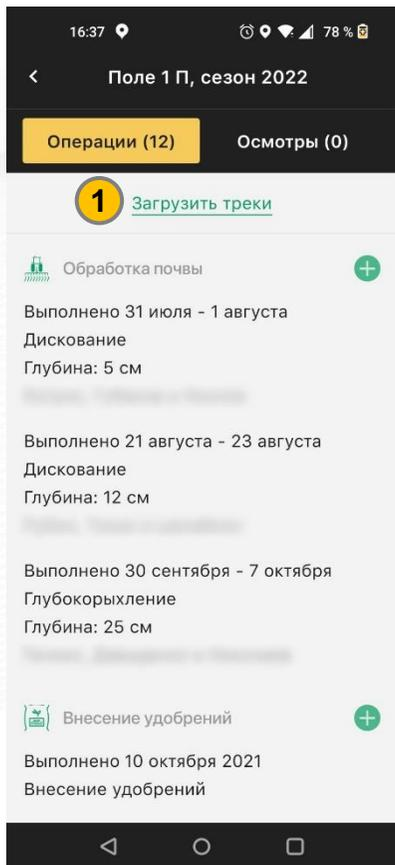 16:37
78 %
Поле 1 П, сезон 2022
Операции (12)
Осмотры (0)
1
Загрузить треки
Обработка почвы
Выполнено 31 июля - 1 августа
Дискование
Глубина: 5 см
Выполнено 21 августа - 23 августа
Дискование
Глубина: 12 см
Выполнено 30 сентября - 7 октября
Глубокорыхление
Глубина: 25 см
Внесение удобрений
Выполнено 10 октября 2021
Внесение удобрений